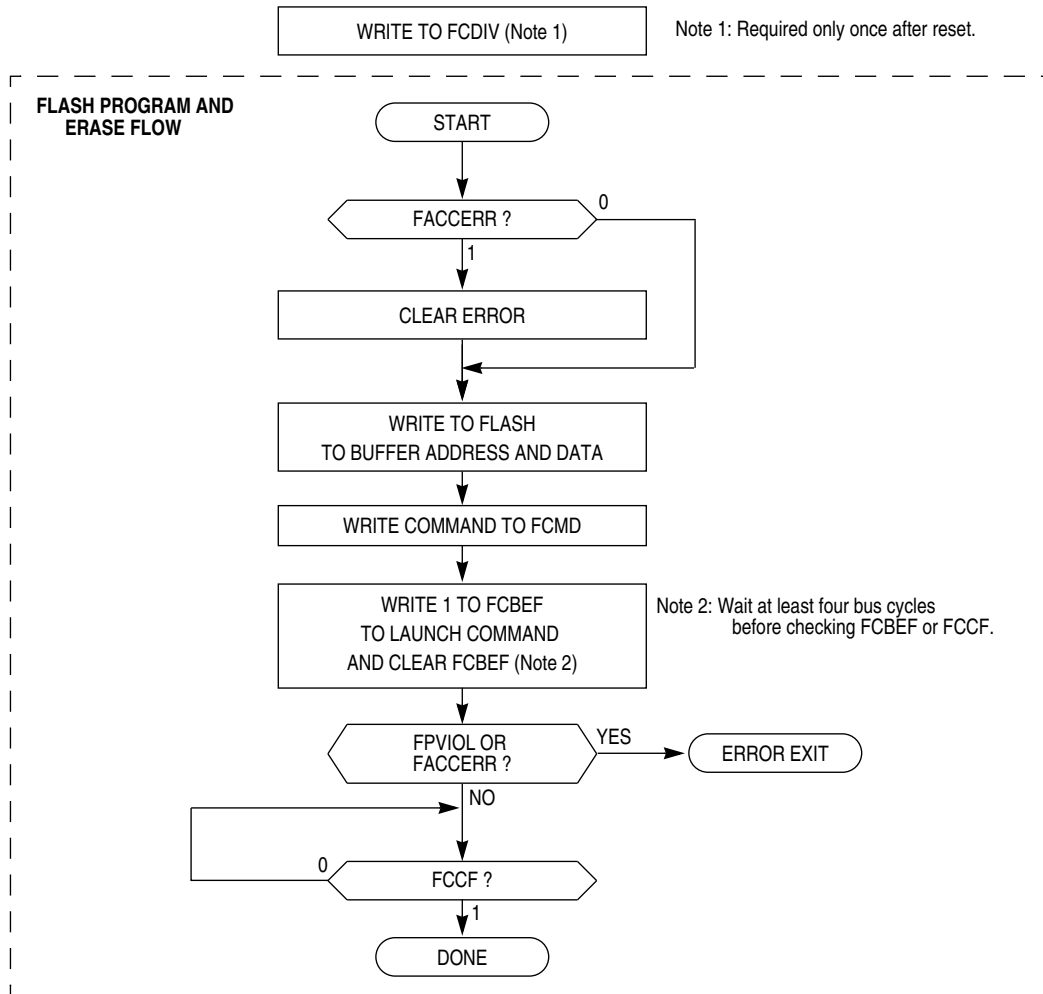 WRITE TO FCDIV (Note 1)
Note 1: Required only once after reset.
FLASH PROGRAM AND
ERASE FLOW
START
FACCERR ?
0
1
CLEAR ERROR
WRITE TO FLASH
TO BUFFER ADDRESS AND DATA
WRITE COMMAND TO FCMD
WRITE 1 TO FCBEF
TO LAUNCH COMMAND
AND CLEAR FCBEF (Note 2)
Note 2: Wait at least four bus cycles
before checking FCBEF or FCCF.
FPVIOL OR
FACCERR ?
YES
ERROR EXIT
NO
0
FCCF ?
1
DONE